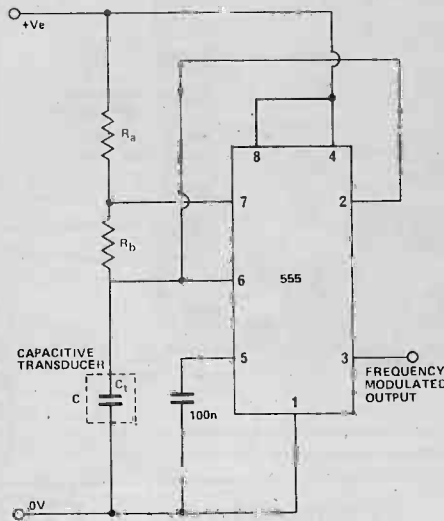 +Ve
Ra
8
4
7
2
Rb
6
555
CAPACITIVE
TRANSDUCER
5
3
C
Ct
100n
FREQUENCY
MODULATED
OUTPUT
1
0V